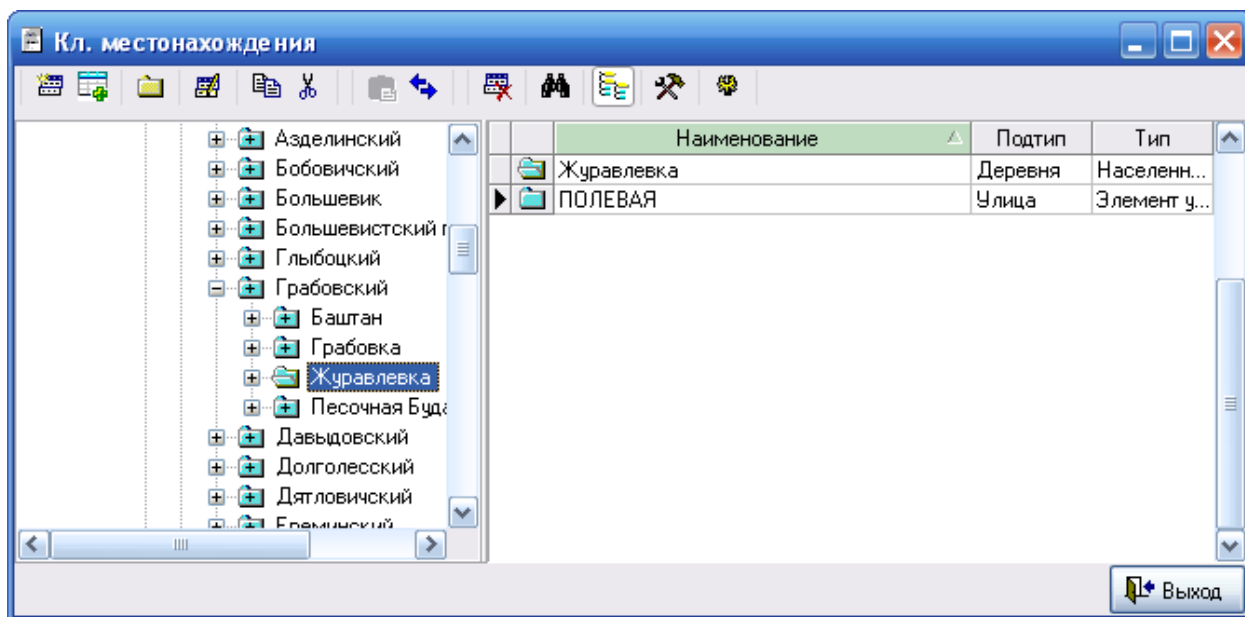 Кл. местонахождения
Азделинский
Бобовичский
Большевик
Большевистский г
Глыбоцкий
Грабовский
Баштан
Грабовка
Журавлевка
Песочная Буда
Давыдовский
Долголесский
Дятловичский
Ереминский
Наименование Подтип Тип
Журавлевка Деревня Населенн...
ПОЛЕВАЯ Улица Элемент у...
Выход